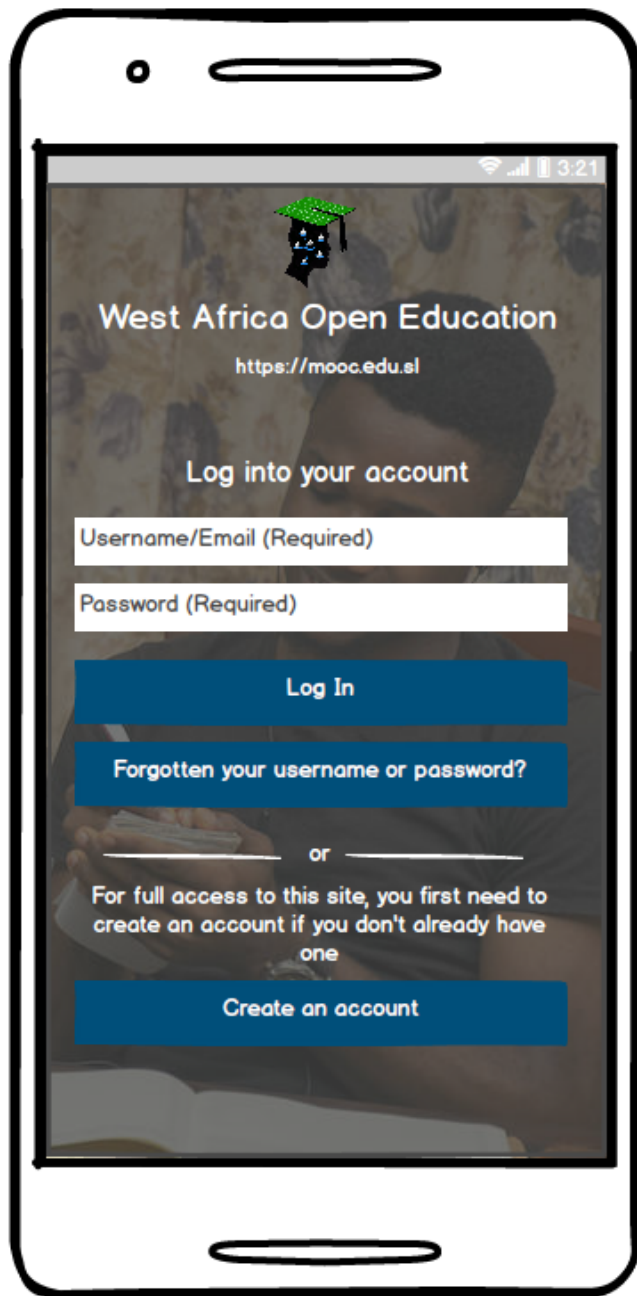 3:21
West Africa Open Education
https://mooc.edu.sl
Log into your account
Username/Email (Required)
Password (Required)
Log In
Forgotten your username or password?
or
For full access to this site, you first need to
create an account if you don't already have
one
Create an account